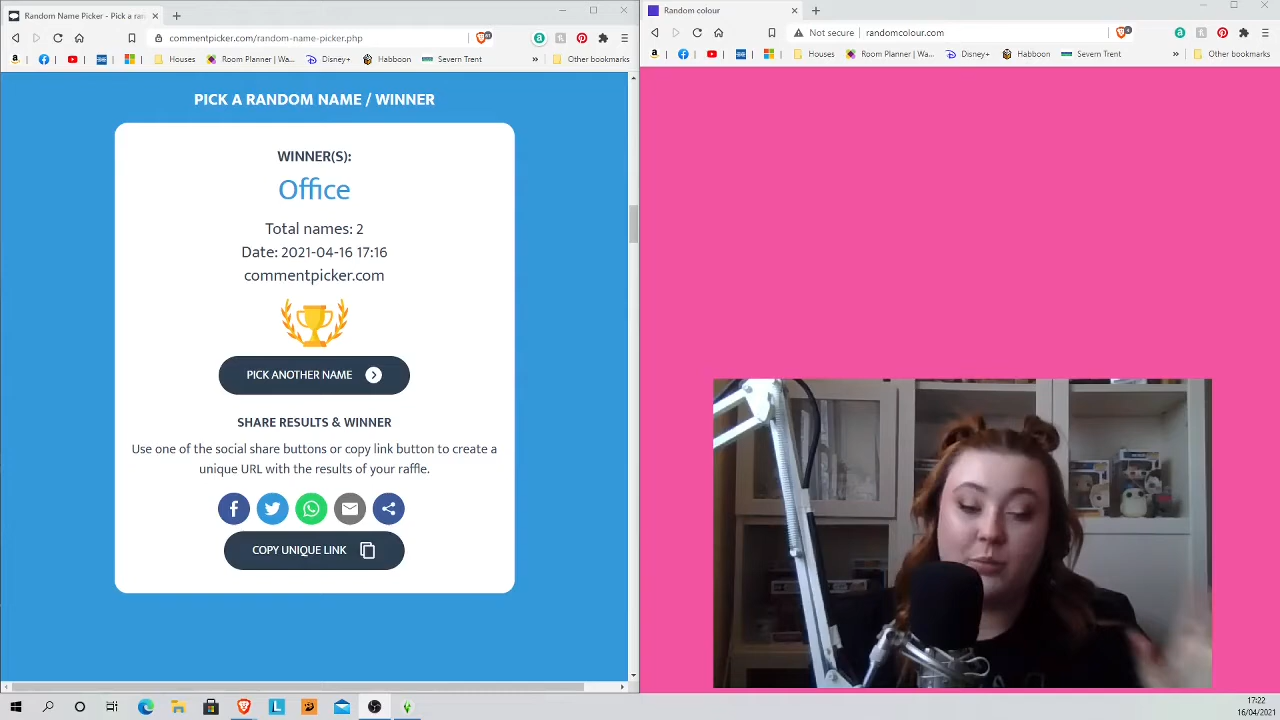 Random Name Picker - Pick a ran
commentpicker.com/random-name-picker.php
Houses
Room Planner | Wa...
Disney+
Habboon
Severn Trent
»
Other bookmarks
PICK A RANDOM NAME / WINNER
WINNER(S):
Office
Total names: 2
Date: 2021-04-16 17:16
commentpicker.com
PICK ANOTHER NAME
SHARE RESULTS & WINNER
Use one of the social share buttons or copy link button to create a
unique URL with the results of your raffle.
COPY UNIQUE LINK
Random colour
Not secure | randomcolour.com
Houses
Room Planner | Wa...
Disney+
Habboon
Severn Trent
»
Other bookmarks
17:22
16/04/2021